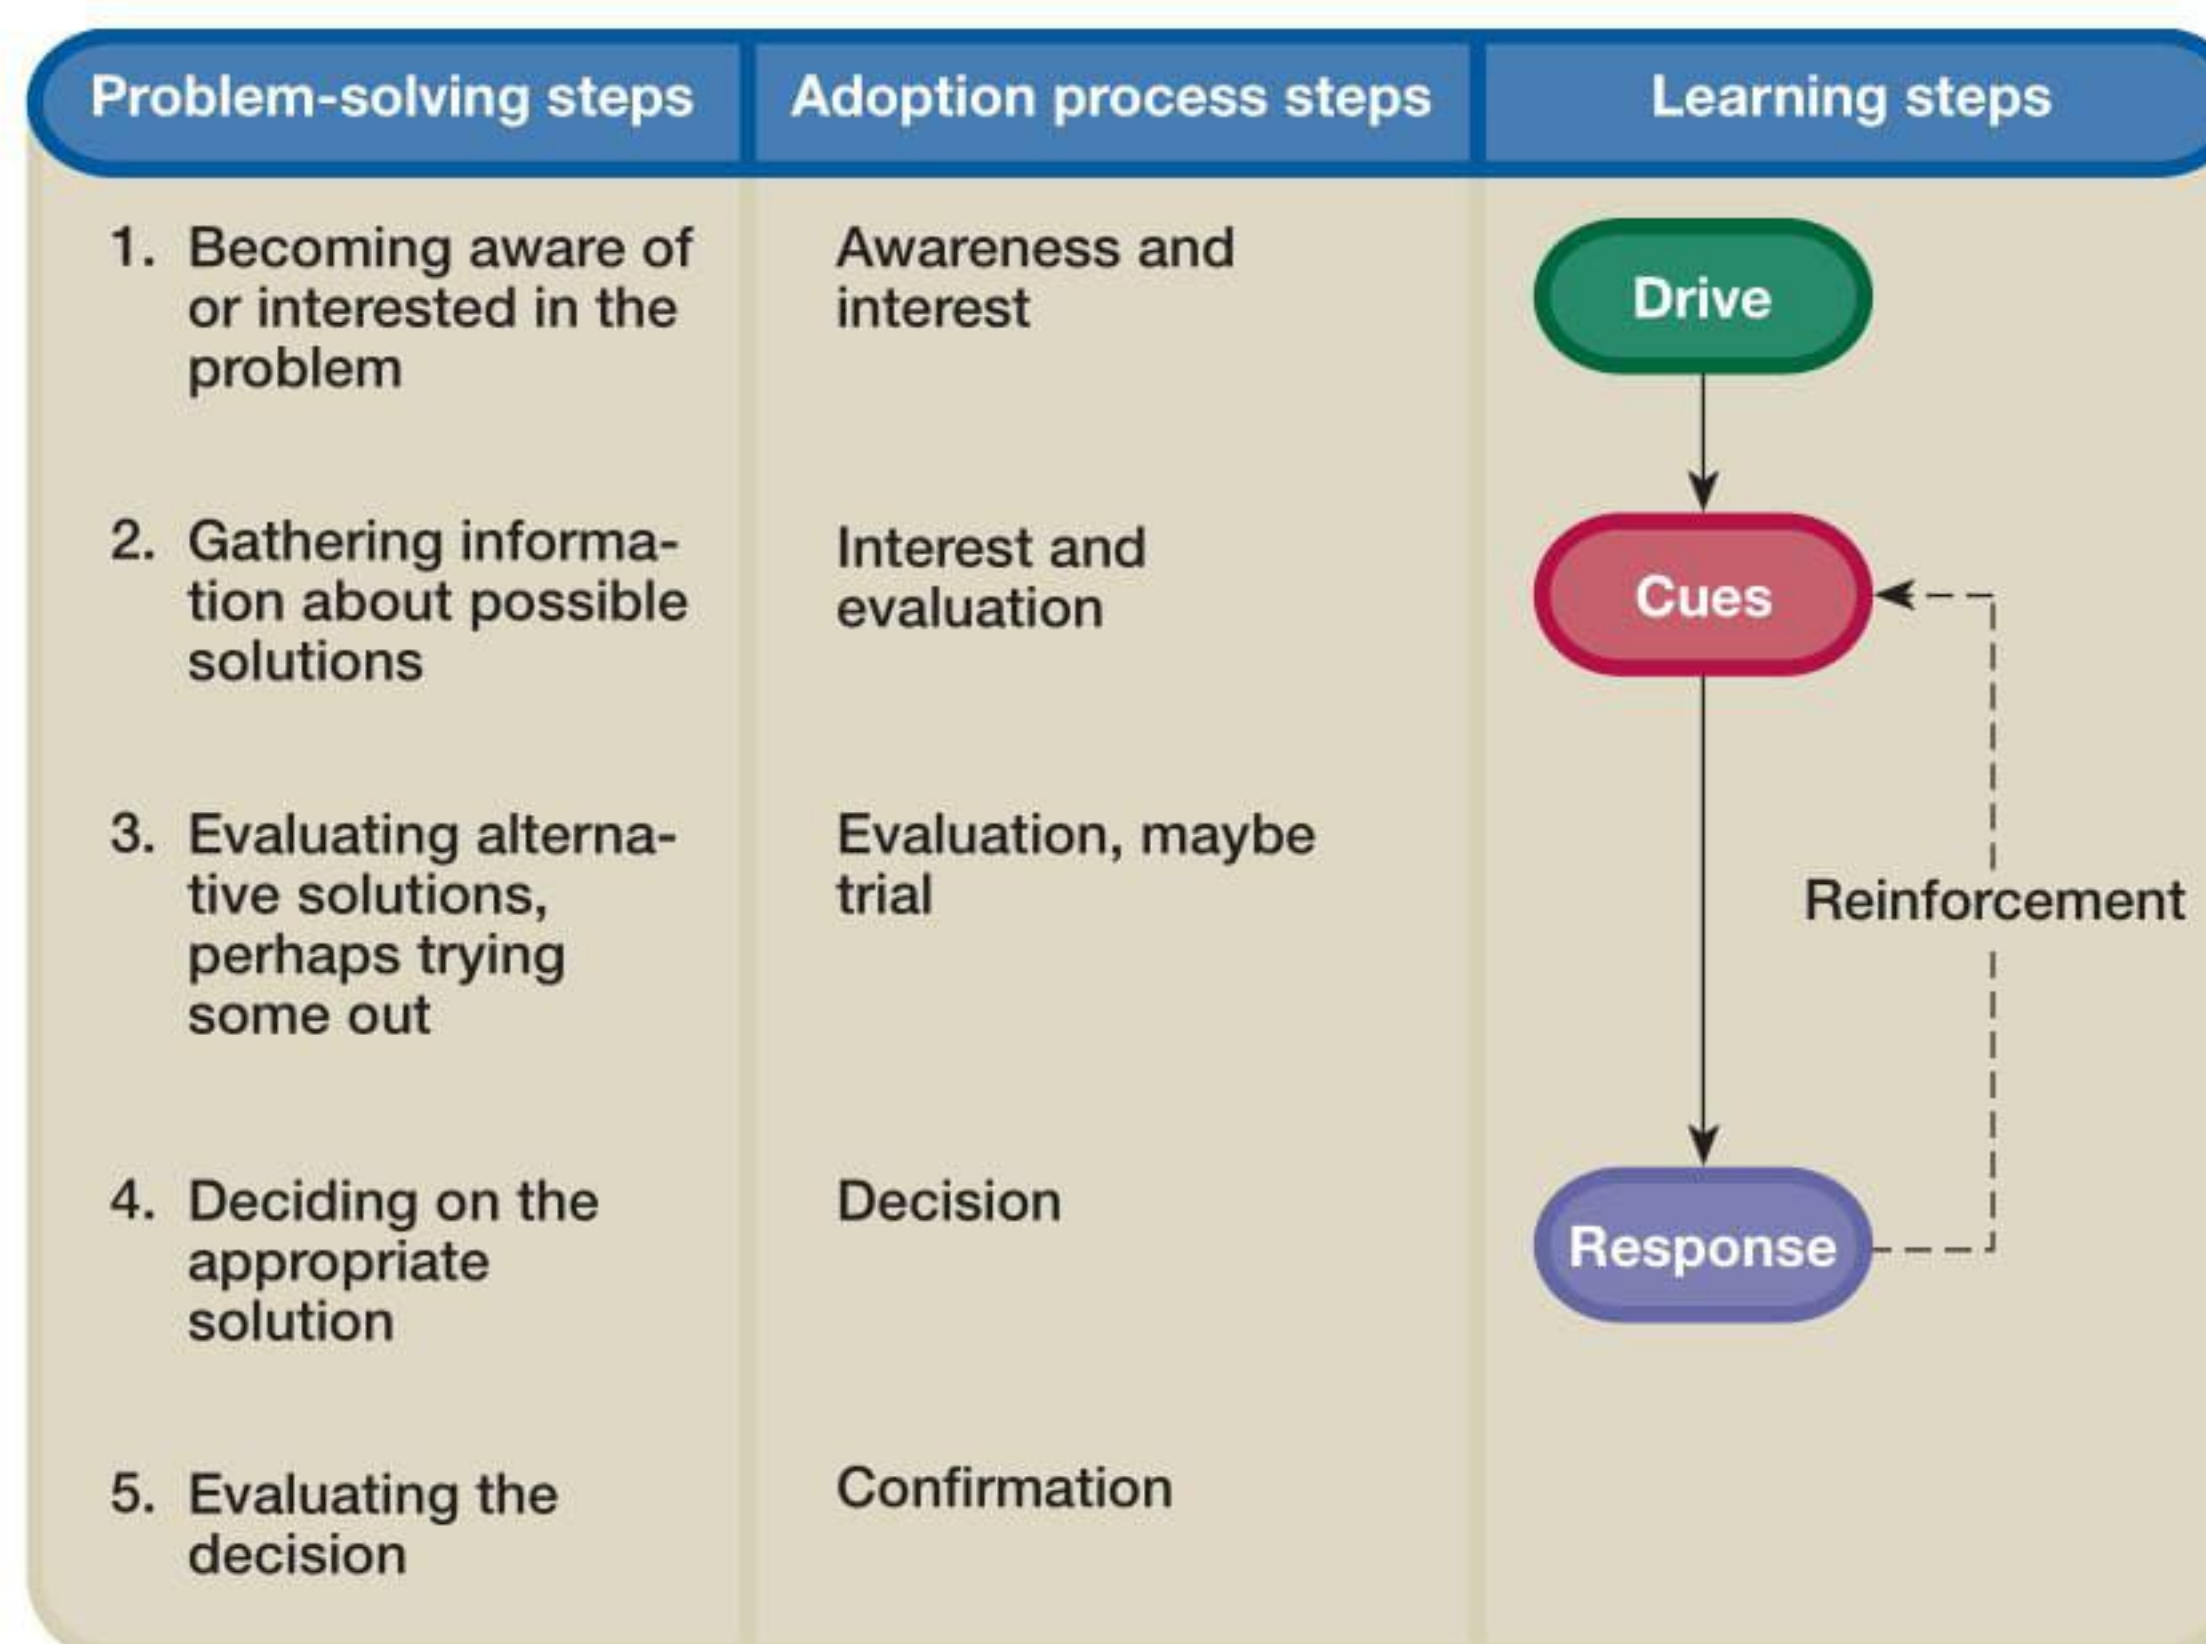 Problem-solving steps
Adoption process steps
Learning steps
1. Becoming aware of
or interested in the
problem
Awareness and
interest
Drive
2. Gathering informa-
tion about possible
solutions
Interest and
evaluation
Cues
3. Evaluating alterna-
tive solutions,
perhaps trying
some out
Evaluation, maybe
trial
Reinforcement
4. Deciding on the
appropriate
solution
Decision
Response
5. Evaluating the
decision
Confirmation